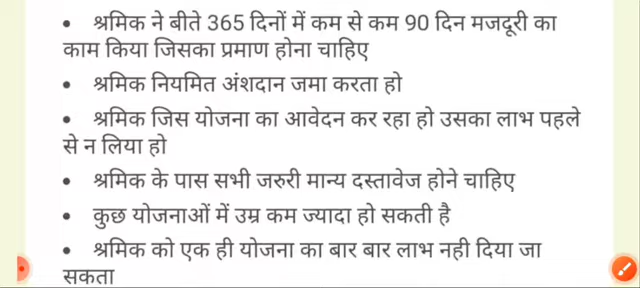 • श्रमिक ने बीते 365 दिनों में कम से कम 90 दिन मजदूरी का
काम किया जिसका प्रमाण होना चाहिए
• श्रमिक नियमित अंशदान जमा करता हो
• श्रमिक जिस योजना का आवेदन कर रहा हो उसका लाभ पहले
से न लिया हो
• श्रमिक के पास सभी जरुरी मान्य दस्तावेज होने चाहिए
• कुछ योजनाओं में उम्र कम ज्यादा हो सकती है
• श्रमिक को एक ही योजना का बार बार लाभ नही दिया जा
सकता